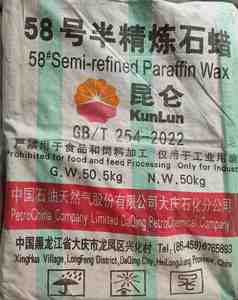 58号半精炼石蜡
58#Semi-refined Paraffin Wax
昆仑
KunLun
GB/T 254-2022
严禁用于食品和饲料加工 仅用于工业用途
Prohibited for food and feed Processing Only for Indus
G.W.50.5kg N.W.50kg
中国石油天然气股份有限公司大庆石化分公司
PetroChina Company Limited DaQing PetroChemical Company
中国黑龙江省大庆市龙凤区兴化村
XingHua Village, LongFeng District, DaQing City, HeiLongJiang Province, China